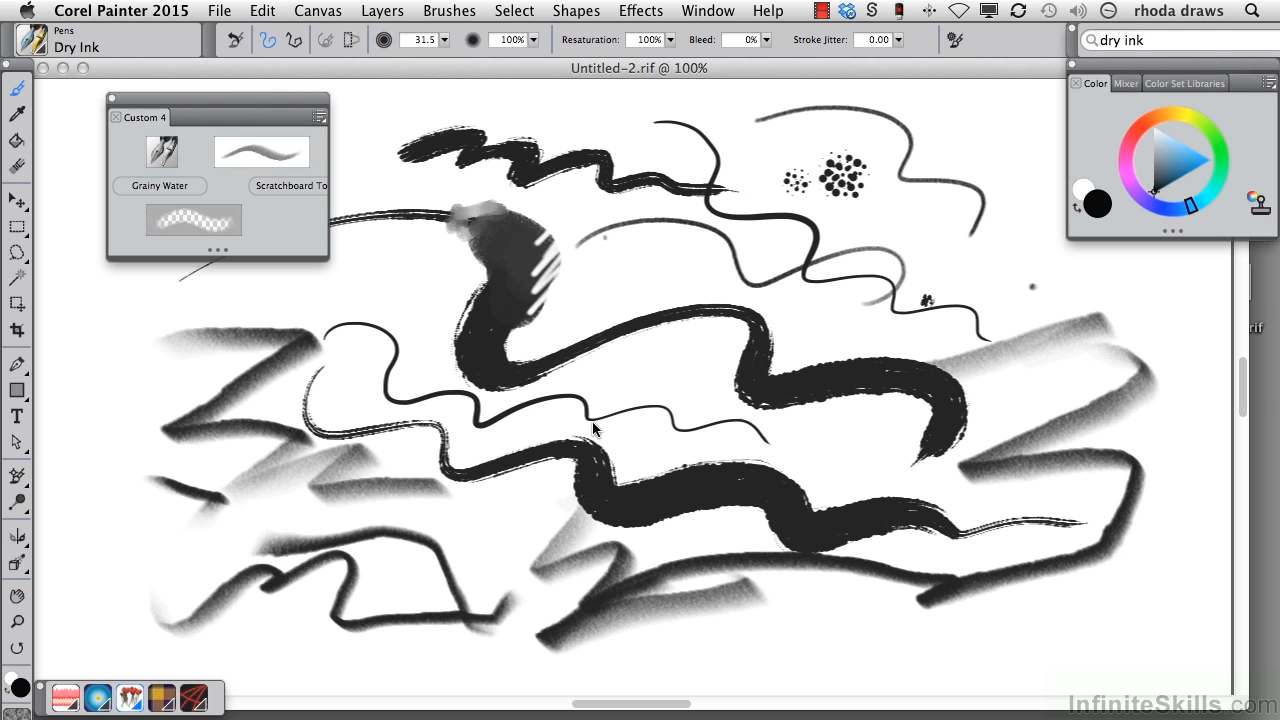 Corel Painter 2015 File Edit Canvas Layers Brushes Select Shapes Effects Window Help rhoda draws
Pens
Dry Ink
31.5 100% Resaturation: 100% Bleed: 0% Stroke Jitter: 0.00
dry ink
Untitled-2.rif @ 100%
Color Mixer Color Set Libraries
Custom 4
Grainy Water Scratchboard To
rif
InfiniteSkills.com